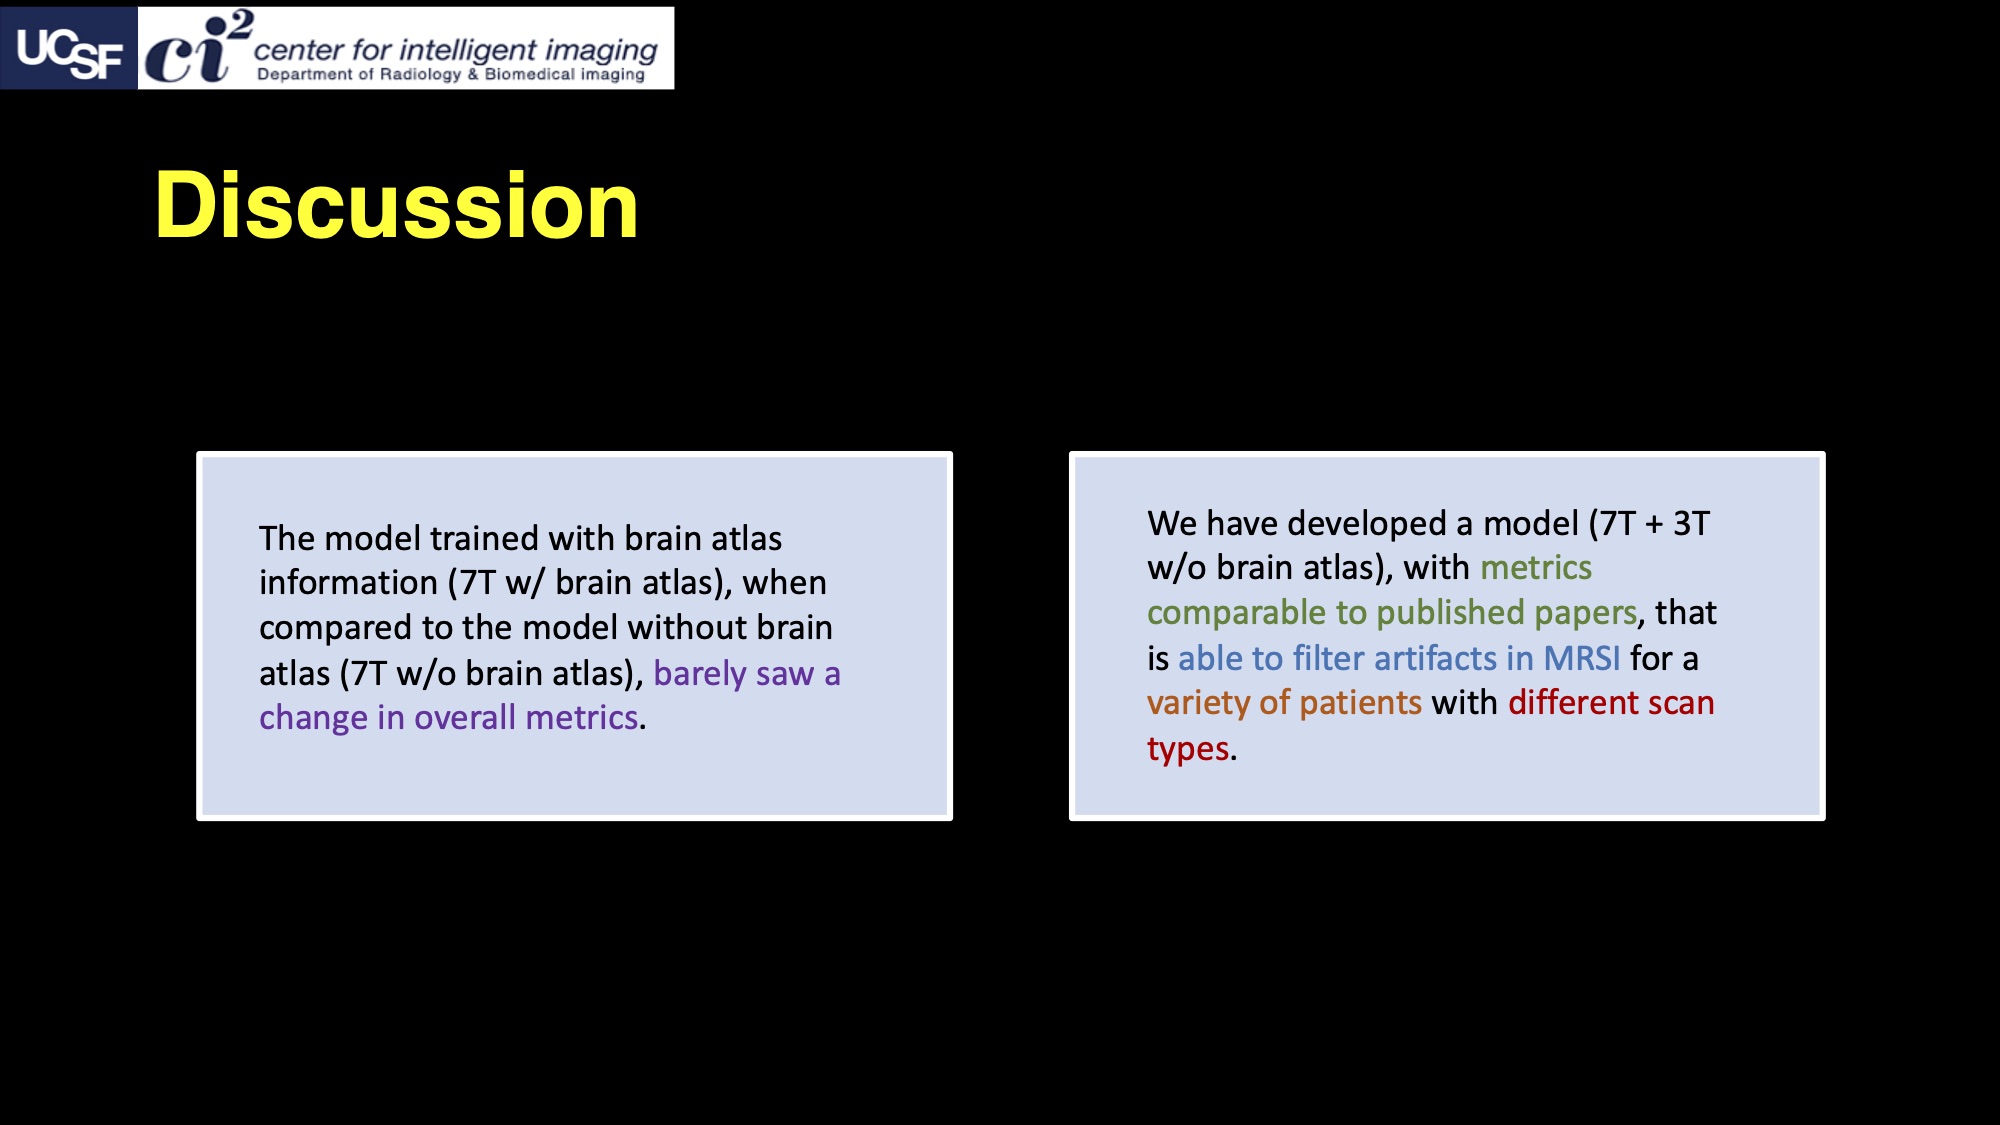 UCSF ci² center for intelligent imaging
Department of Radiology & Biomedical imaging
Discussion
The model trained with brain atlas
information (7T w/ brain atlas), when
compared to the model without brain
atlas (7T w/o brain atlas), barely saw a
change in overall metrics.
We have developed a model (7T + 3T
w/o brain atlas), with metrics
comparable to published papers, that
is able to filter artifacts in MRSI for a
variety of patients with different scan
types.